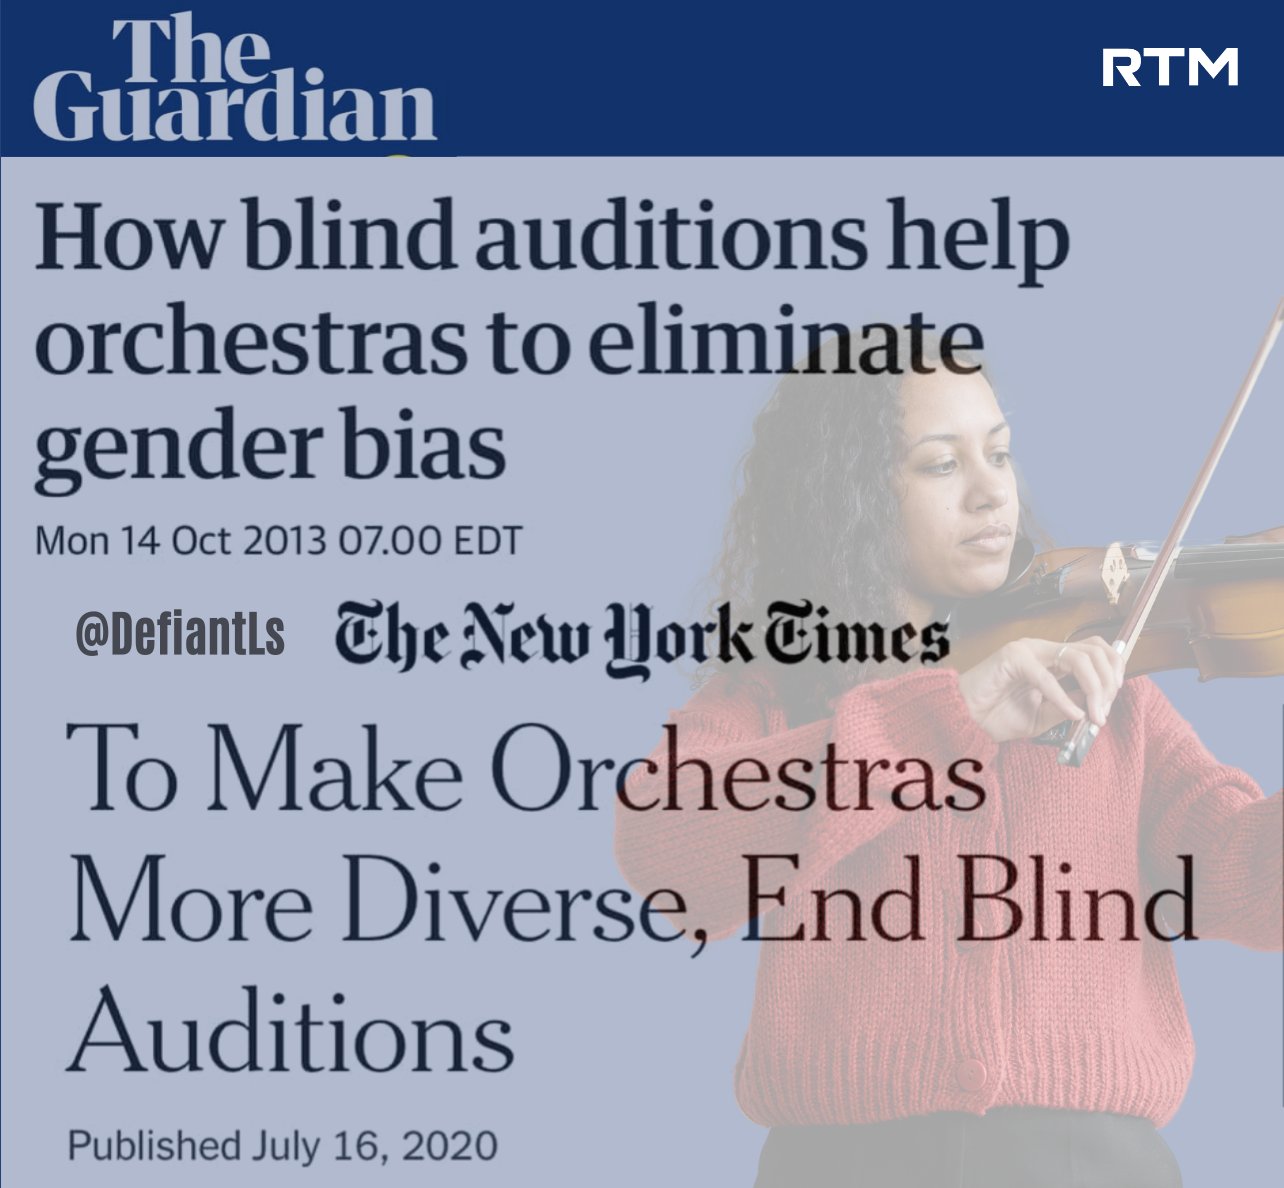 The
Guardian
RTM
How blind auditions help
orchestras to eliminate
gender bias
Mon 14 Oct 2013 07.00 EDT
@DefiantLs
The New York Times
To Make Orchestras
More Diverse, End Blind
Auditions
Published July 16, 2020